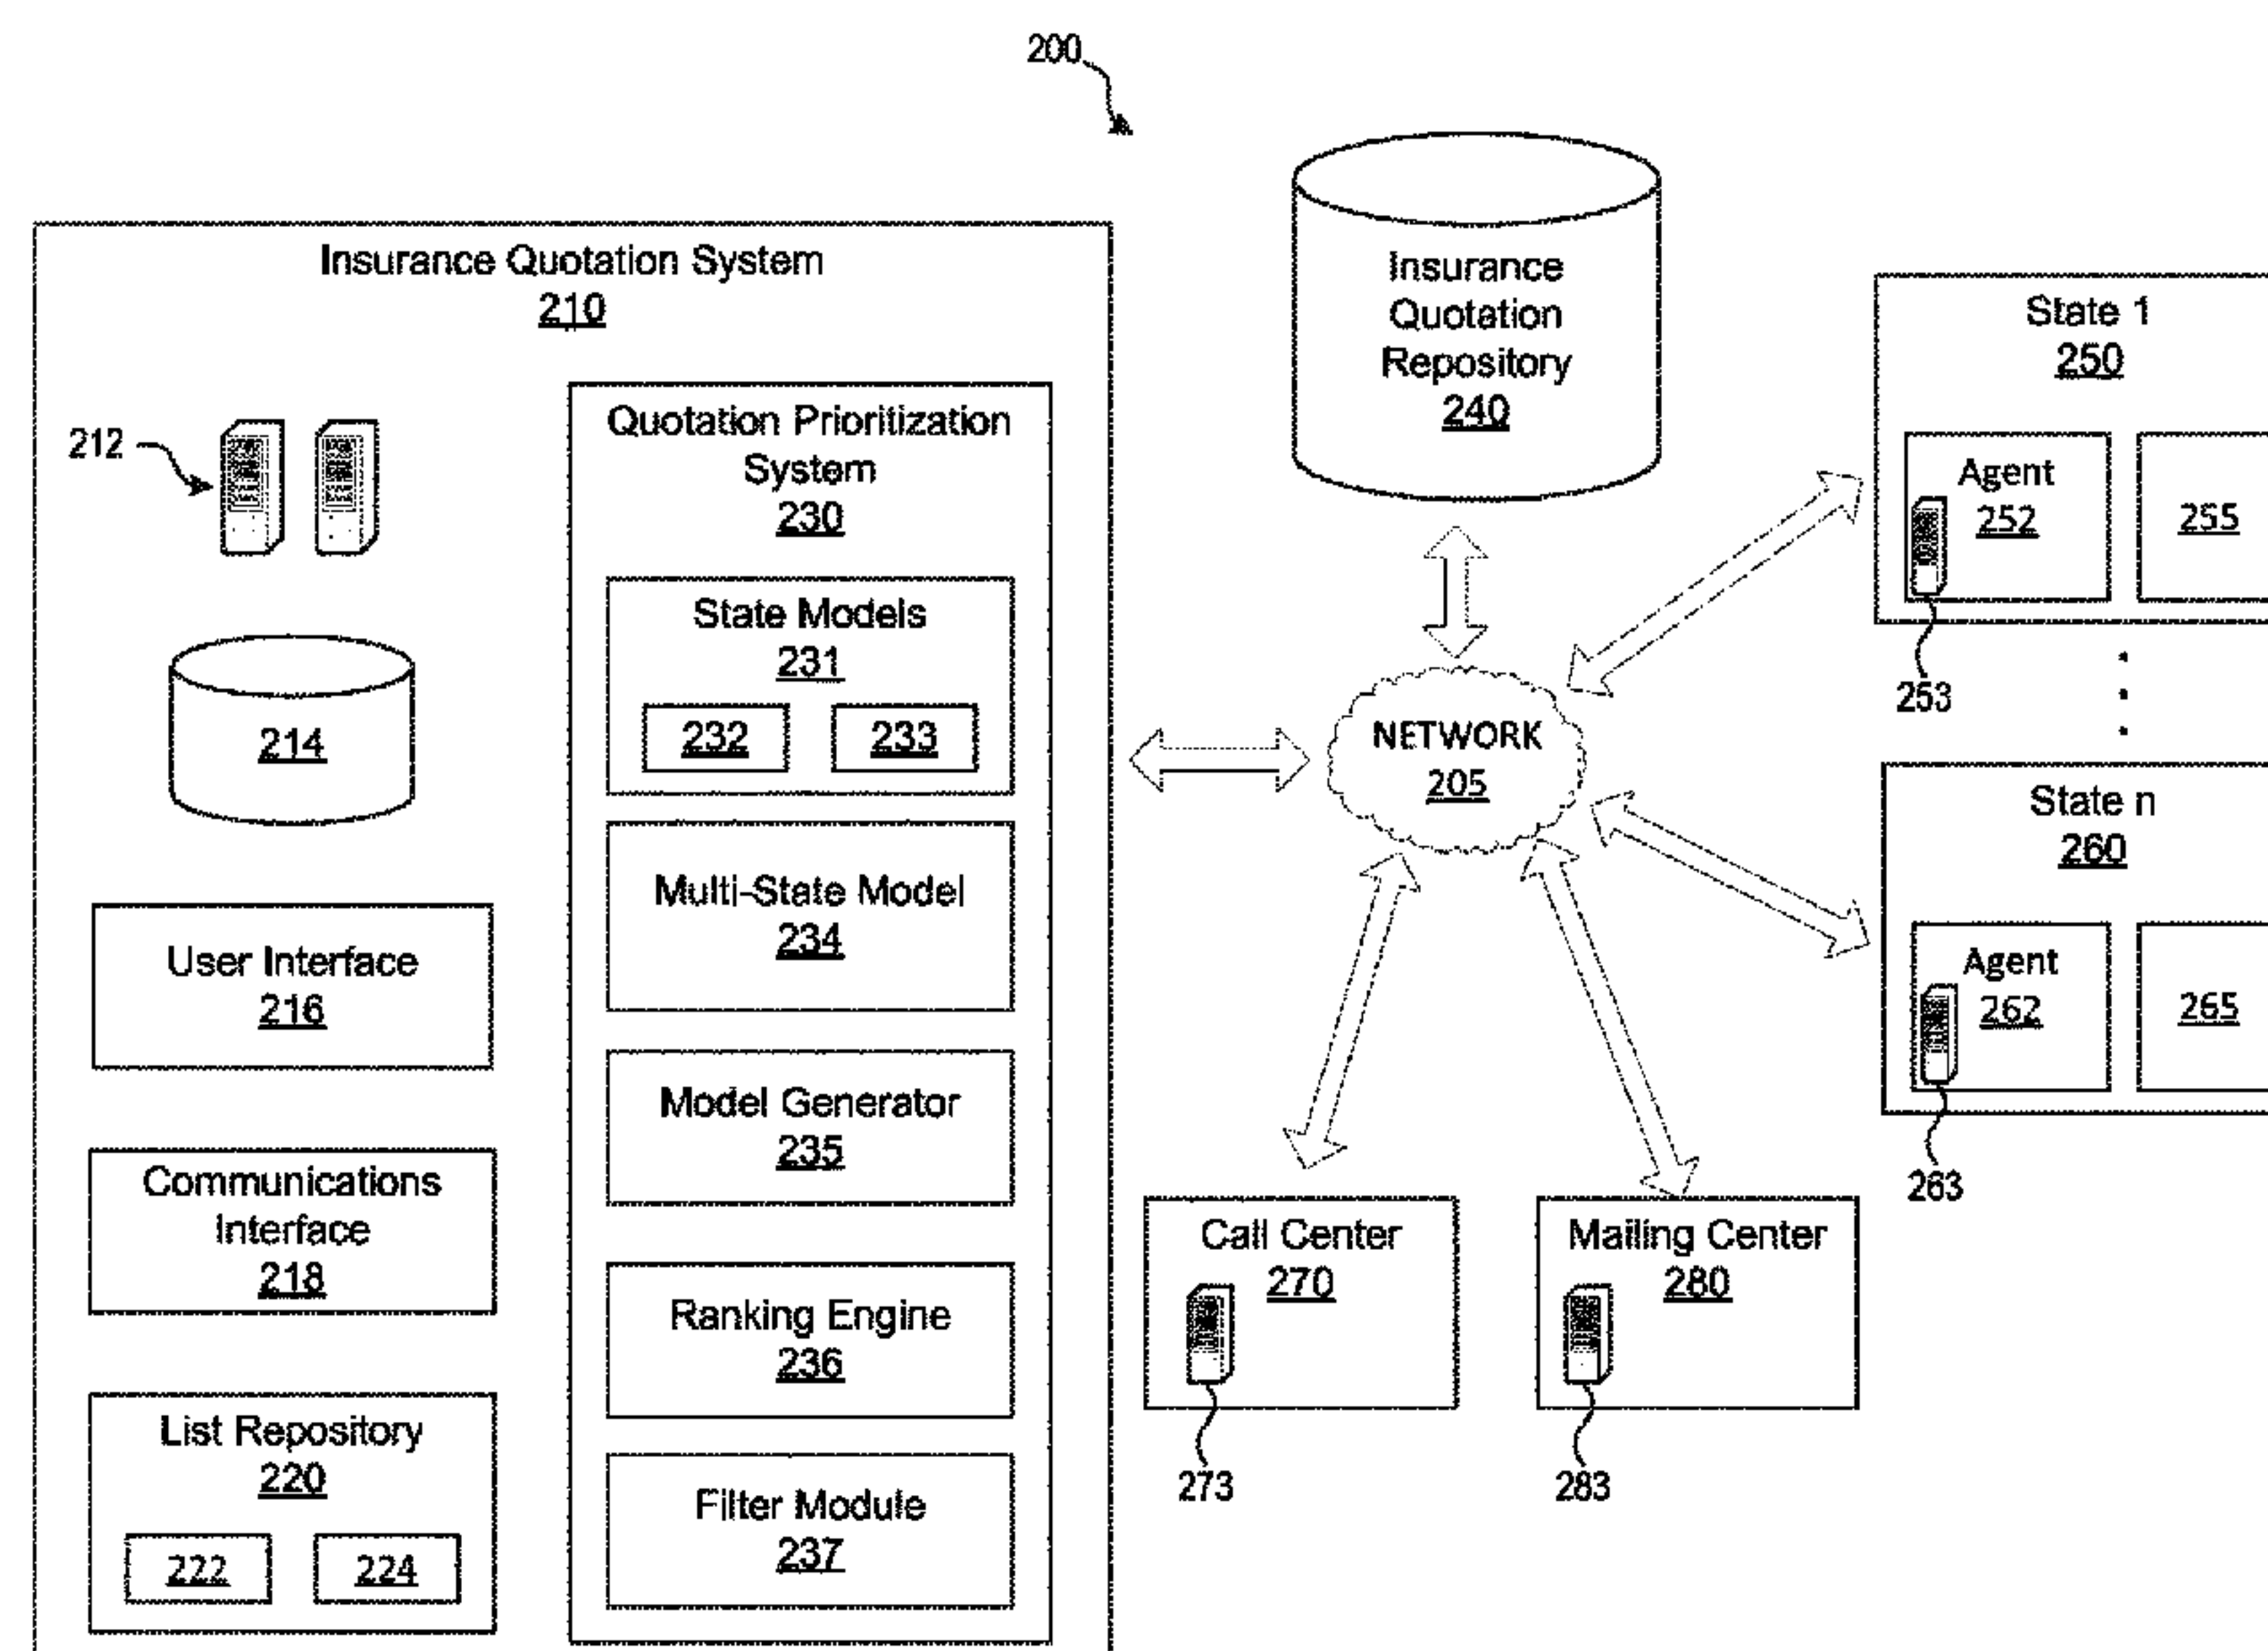 200
Insurance Quotation System
210
212
214
User Interface
216
Communications
Interface
218
List Repository
220
222
224
Quotation Prioritization
System
230
State Models
231
232
233
Multi-State Model
234
Model Generator
235
Ranking Engine
236
Filter Module
237
Insurance
Quotation
Repository
240
NETWORK
205
State 1
250
Agent
252
255
253
State n
260
Agent
262
265
263
Call Center
270
273
Mailing Center
280
283